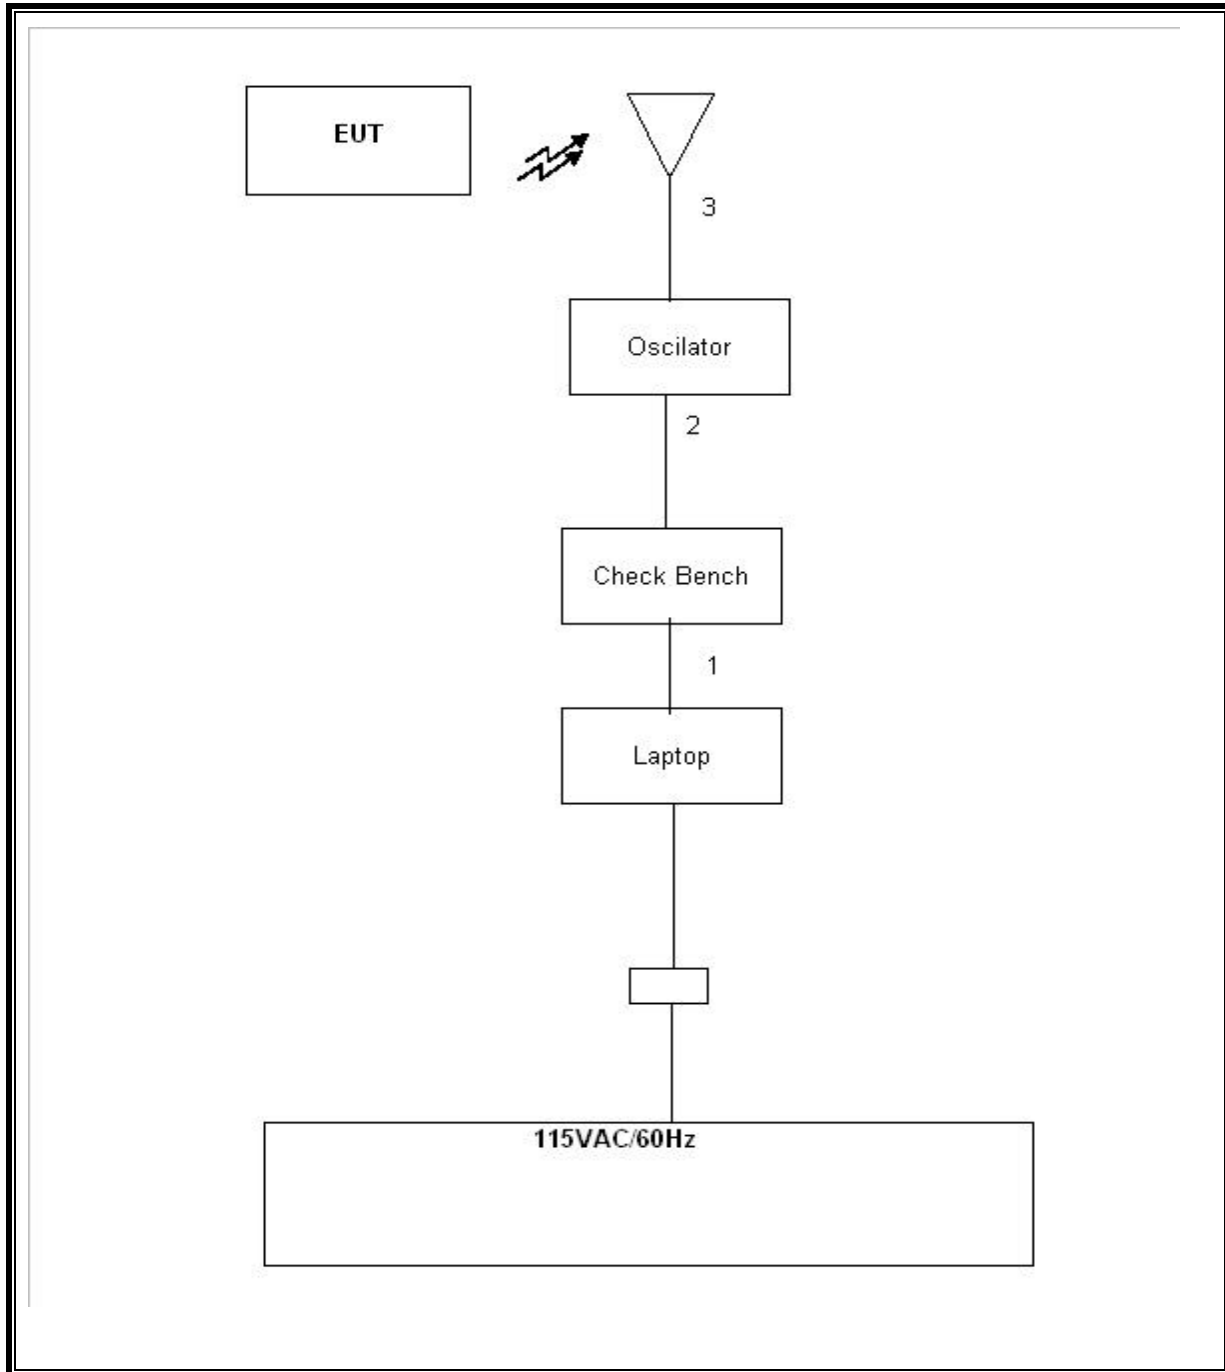 EUT
3
Oscilator
2
Check Bench
1
Laptop
115VAC/60Hz